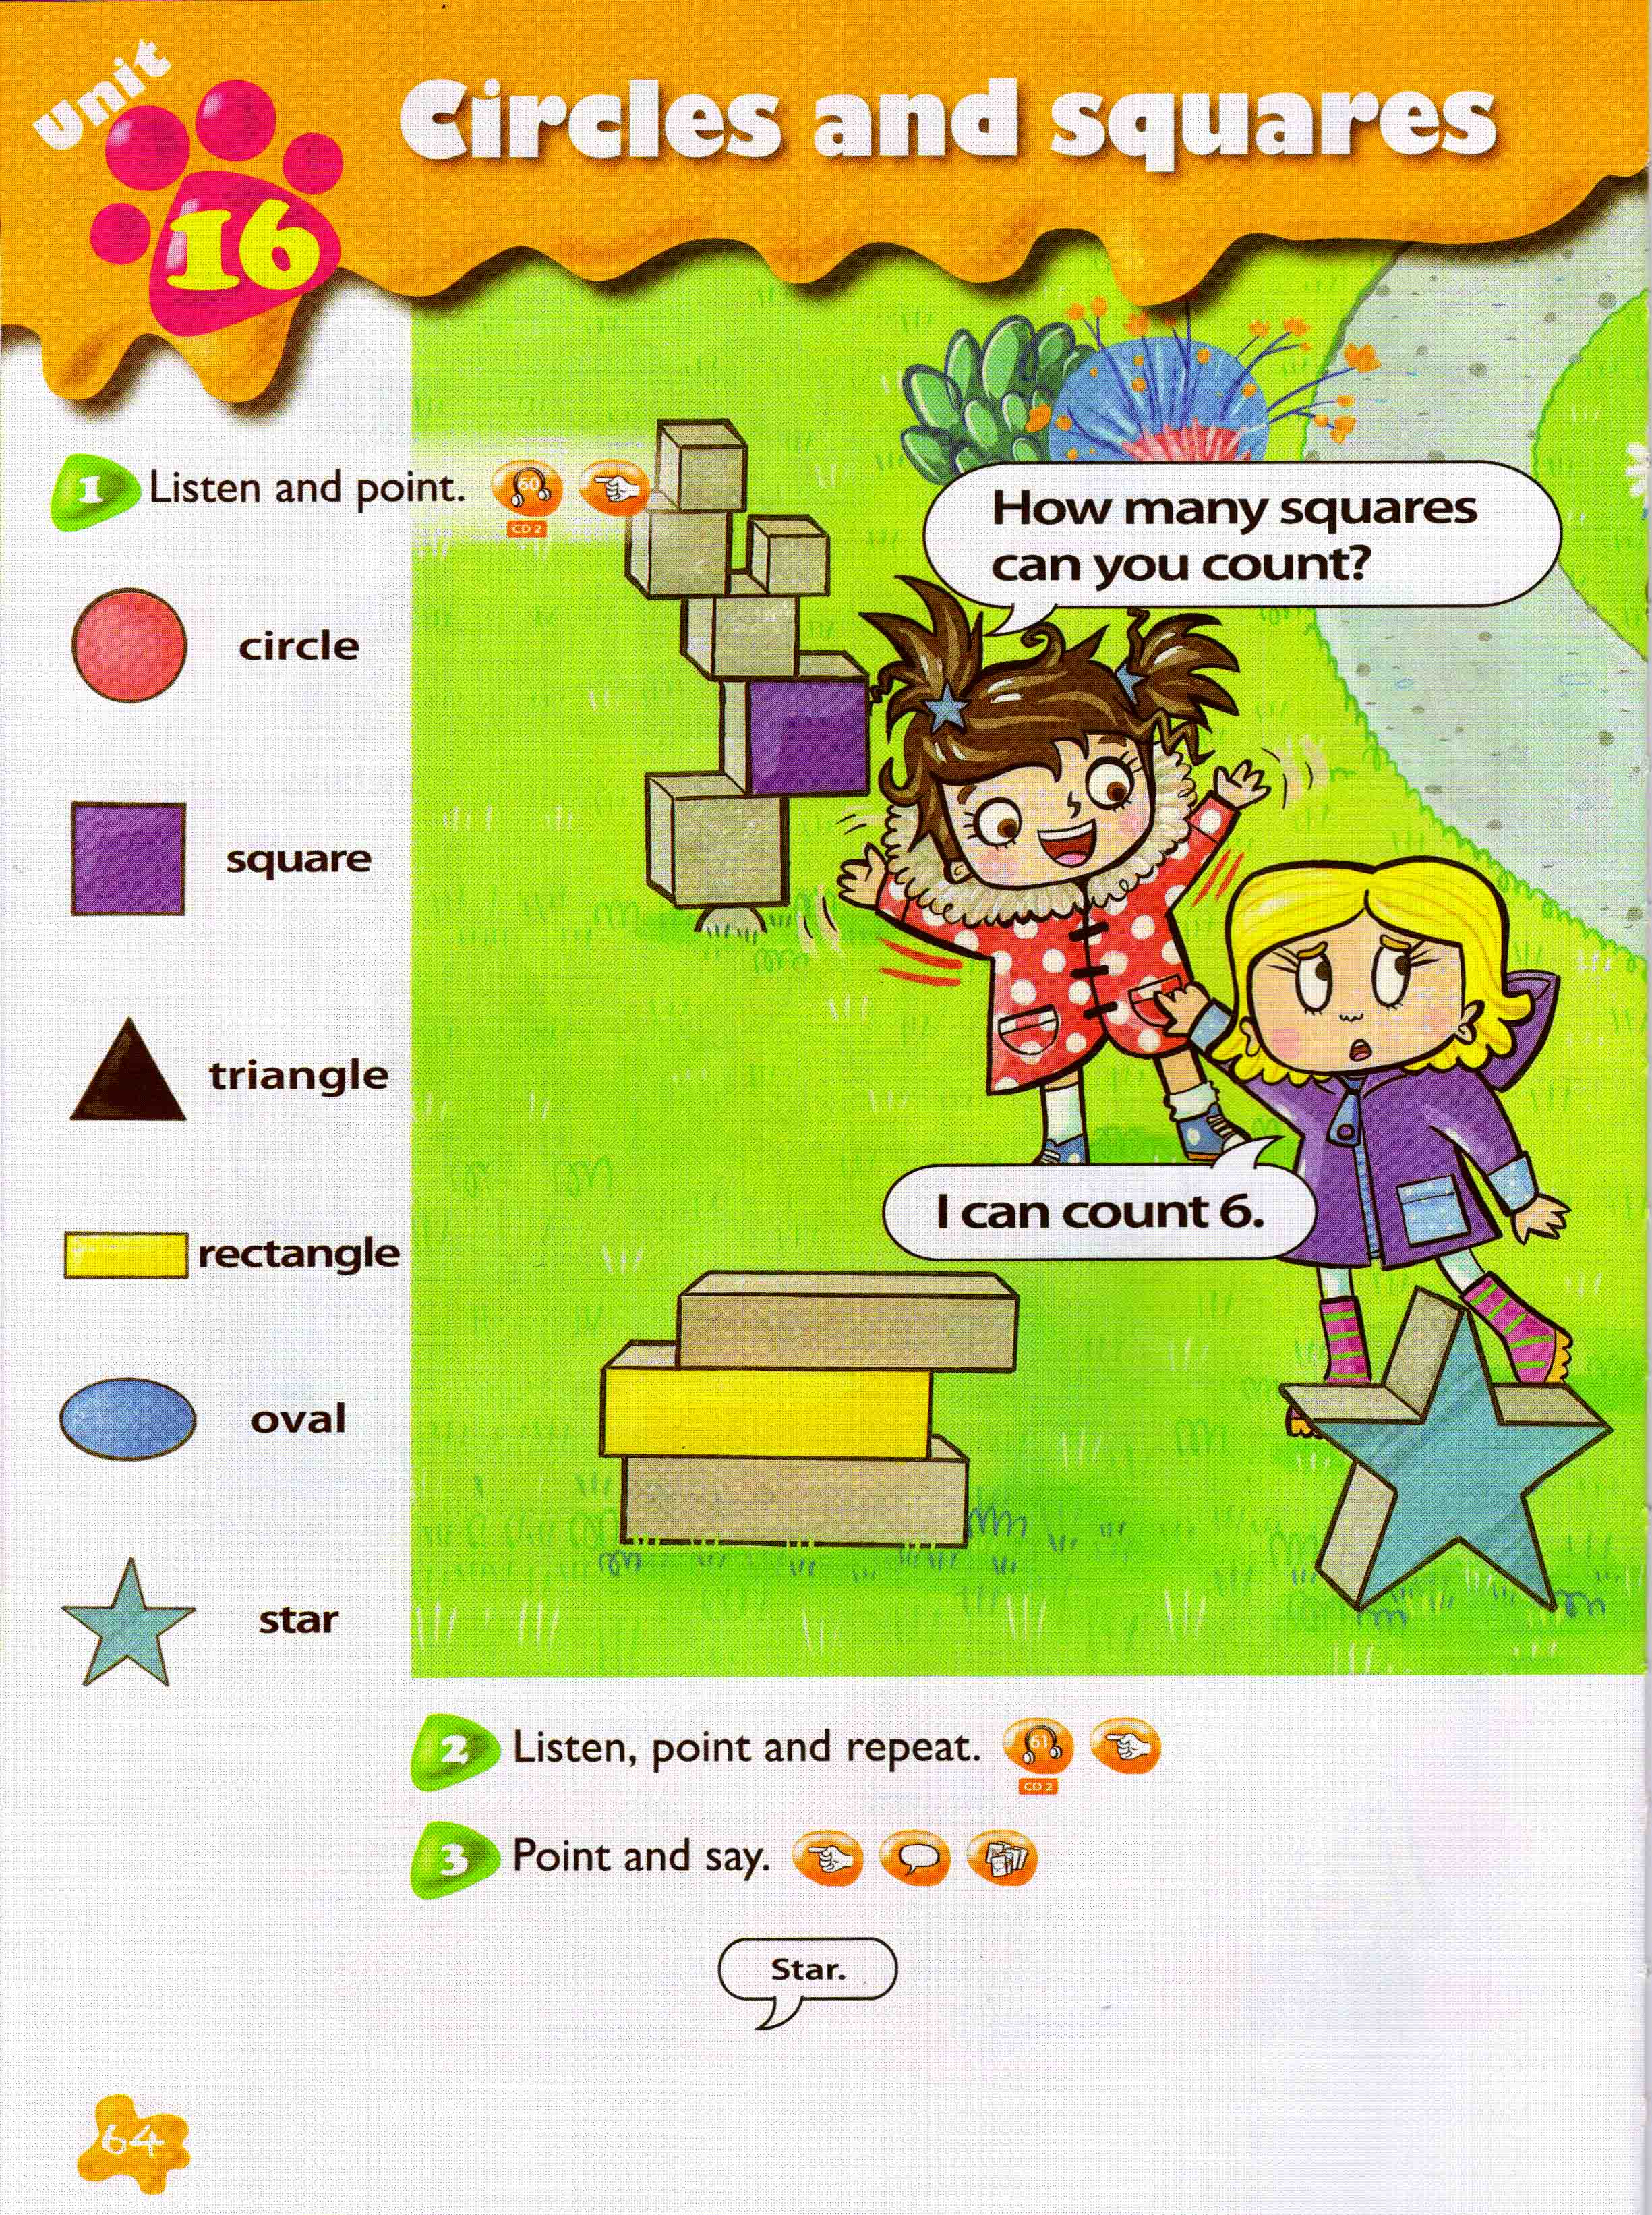 Unit
16
Circles and squares
1 Listen and point. 60
CD 2
circle
square
triangle
rectangle
oval
star
How many squares
can you count?
I can count 6.
2 Listen, point and repeat. 61
CD 2
3 Point and say.
Star.
64